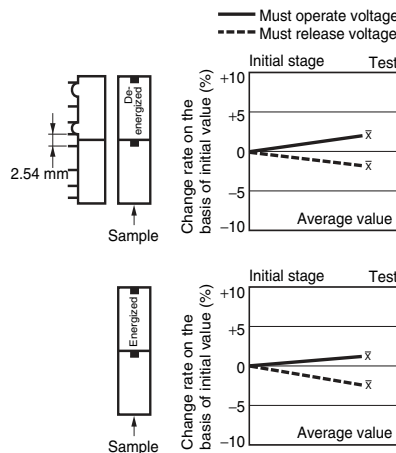 Must operate voltage
Must release voltage
De-
energized
2.54 mm
Sample
Initial stage Test
Change rate on the
basis of initial value (%)
+10
+5
0
−5
−10
x̄
x̄
Average value
Energized
Sample
Initial stage Test
Change rate on the
basis of initial value (%)
+10
+5
0
−5
−10
x̄
x̄
Average value